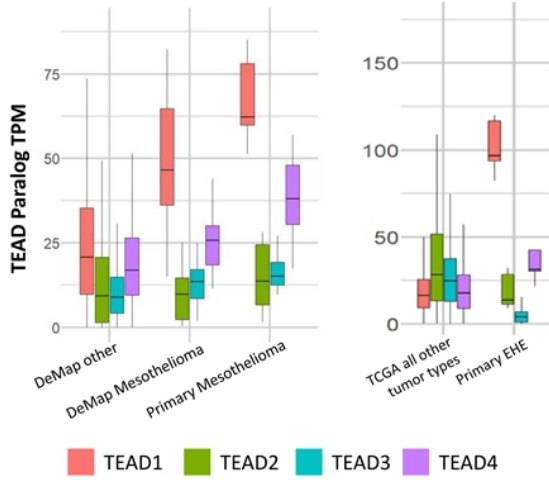 TEAD Paralog TPM
75
50
25
0
DeMap other
DeMap Mesothelioma
Primary Mesothelioma
150
100
50
0
TCGA all other
tumor types
Primary EHE
TEAD1 TEAD2 TEAD3 TEAD4